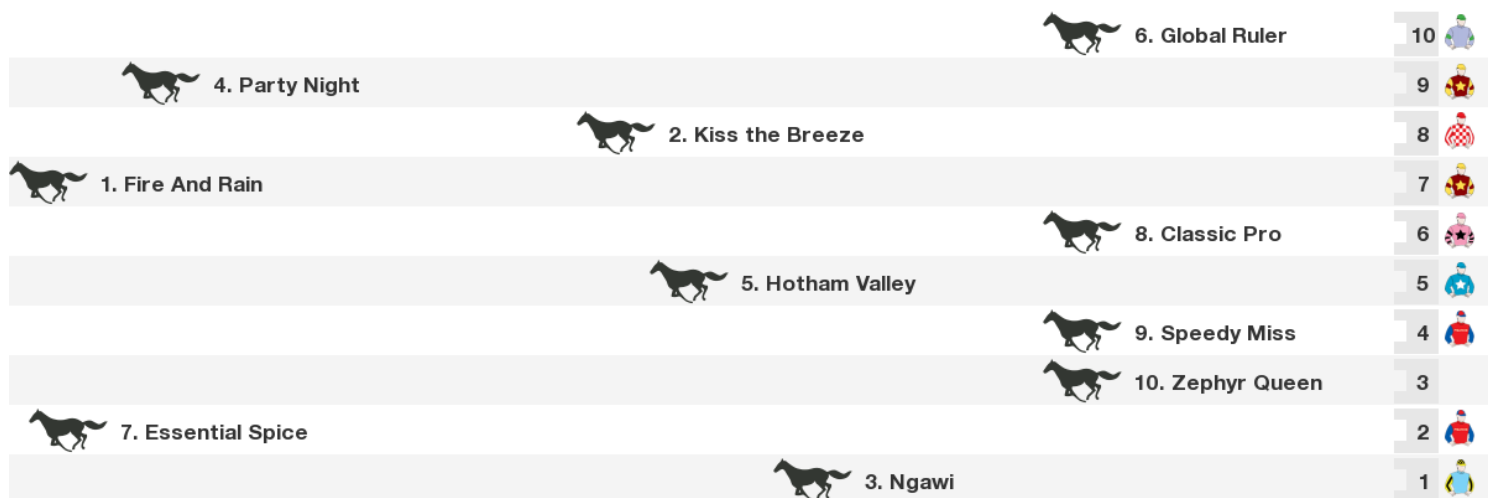 6. Global Ruler 10
4. Party Night 9
2. Kiss the Breeze 8
1. Fire And Rain 7
8. Classic Pro 6
5. Hotham Valley 5
9. Speedy Miss 4
10. Zephyr Queen 3
7. Essential Spice 2
3. Ngawi 1